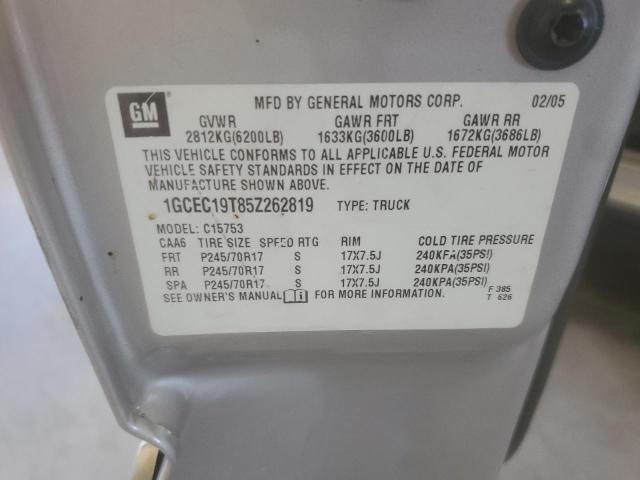 GM
MFD BY GENERAL MOTORS CORP. 02/05
GVWR GAWR FRT GAWR RR
2812KG(6200LB) 1633KG(3600LB) 1672KG(3686LB)
THIS VEHICLE CONFORMS TO ALL APPLICABLE U.S. FEDERAL MOTOR
VEHICLE SAFETY STANDARDS IN EFFECT ON THE DATE OF
MANUFACTURE SHOWN ABOVE.
1GCEC19T85Z262819 TYPE: TRUCK
MODEL: C15753
CAA6 TIRE SIZE SPEED RTG RIM COLD TIRE PRESSURE
FRT P245/70R17 S 17X7.5J 240KPA(35PSI)
RR P245/70R17 S 17X7.5J 240KPA(35PSI)
SPA P245/70R17 S 17X7.5J 240KPA(35PSI)
SEE OWNER'S MANUAL i FOR MORE INFORMATION.
F 385
T 626